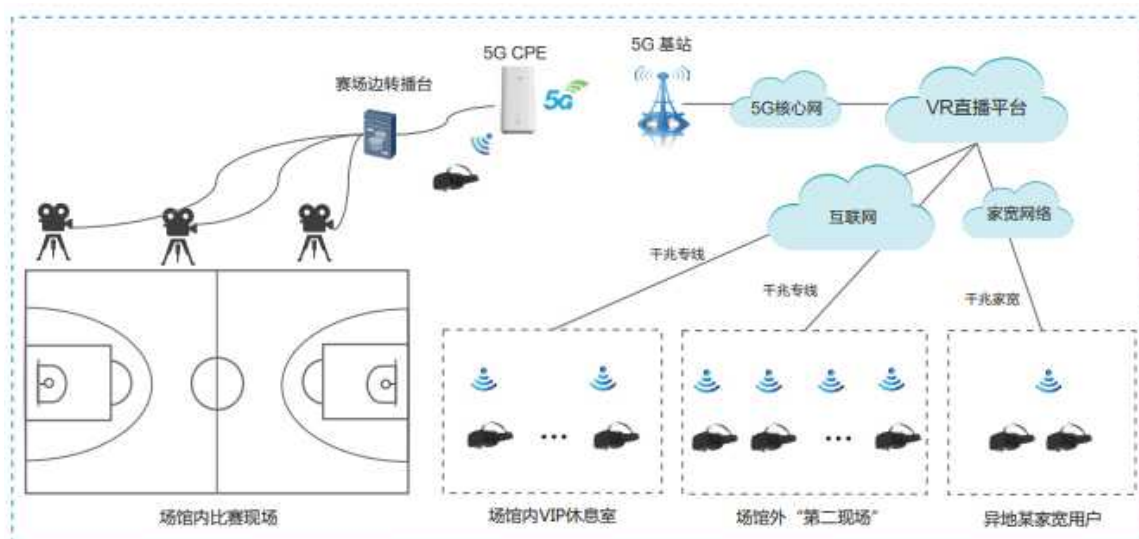 5G CPE
5G 基站
赛场边转播台
5G
5G核心网
VR直播平台
互联网
家宽网络
千兆专线
千兆专线
千兆家宽
场馆内比赛现场
场馆内VIP休息室
场馆外“第二现场”
异地某家宽用户